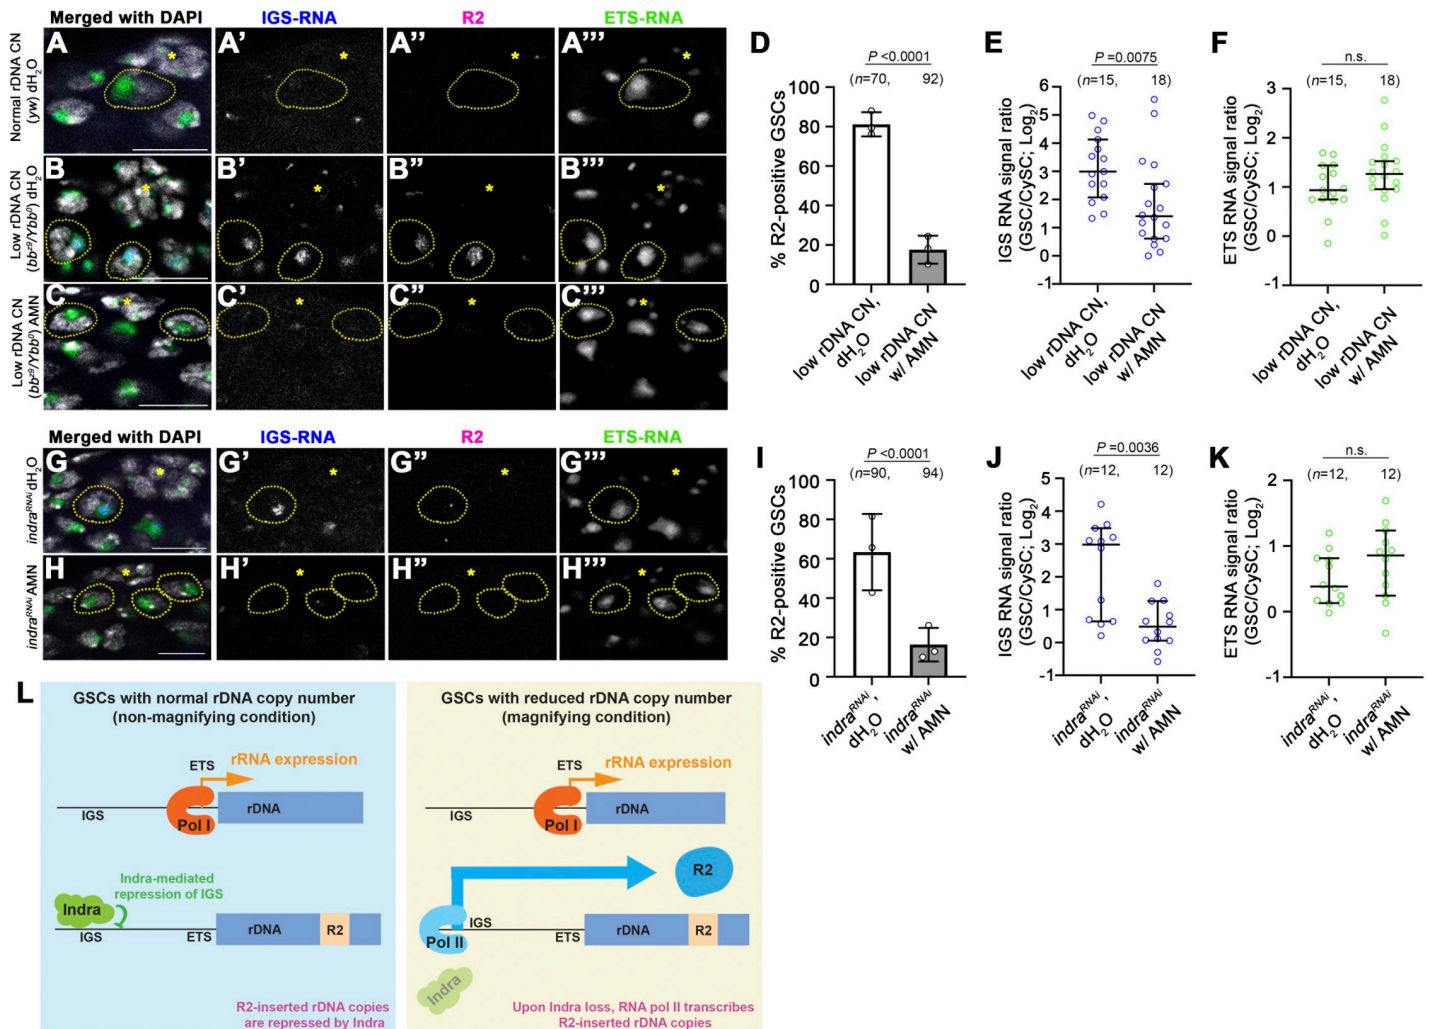 Merged with DAPI
IGS-RNA
R2
ETS-RNA
Normal rDNA CN
(yw) dH2O
A
*
A'
*
A''
*
A'''
*
Low rDNA CN
(bbz9/Ybb0) dH2O
B
*
B'
*
B''
*
B'''
*
Low rDNA CN
(bbz9/Ybb0) AMN
C
*
C'
*
C''
*
C'''
*
D
P <0.0001
(n=70, 92)
% R2-positive GSCs
100
80
60
40
20
0
low rDNA CN,
dH2O
low rDNA CN
w/ AMN
E
P =0.0075
(n=15, 18)
IGS RNA signal ratio
(GSC/CySC; Log2)
6
5
4
3
2
1
0
-1
low rDNA CN,
dH2O
low rDNA CN
w/ AMN
F
n.s.
(n=15, 18)
ETS RNA signal ratio
(GSC/CySC; Log2)
3
2
1
0
-1
low rDNA CN,
dH2O
low rDNA CN
w/ AMN
Merged with DAPI
IGS-RNA
R2
ETS-RNA
indraRNAi dH2O
G
*
G'
*
G''
*
G'''
*
indraRNAi AMN
H
*
H'
*
H''
*
H'''
*
I
P <0.0001
(n=90, 94)
% R2-positive GSCs
100
80
60
40
20
0
indraRNAi,
dH2O
indraRNAi
w/ AMN
J
P =0.0036
(n=12, 12)
IGS RNA signal ratio
(GSC/CySC; Log2)
5
4
3
2
1
0
-1
indraRNAi,
dH2O
indraRNAi
w/ AMN
K
n.s.
(n=12, 12)
ETS RNA signal ratio
(GSC/CySC; Log2)
2
1
0
-1
indraRNAi,
dH2O
indraRNAi
w/ AMN
L
GSCs with normal rDNA copy number
(non-magnifying condition)
ETS
rRNA expression
IGS
Pol I
rDNA
Indra-mediated
repression of IGS
Indra
IGS
ETS
rDNA
R2
R2-inserted rDNA copies
are repressed by Indra
GSCs with reduced rDNA copy number
(magnifying condition)
ETS
rRNA expression
IGS
Pol I
rDNA
R2
Pol II
IGS
ETS
rDNA
R2
Indra
Upon Indra loss, RNA pol II transcribes
R2-inserted rDNA copies